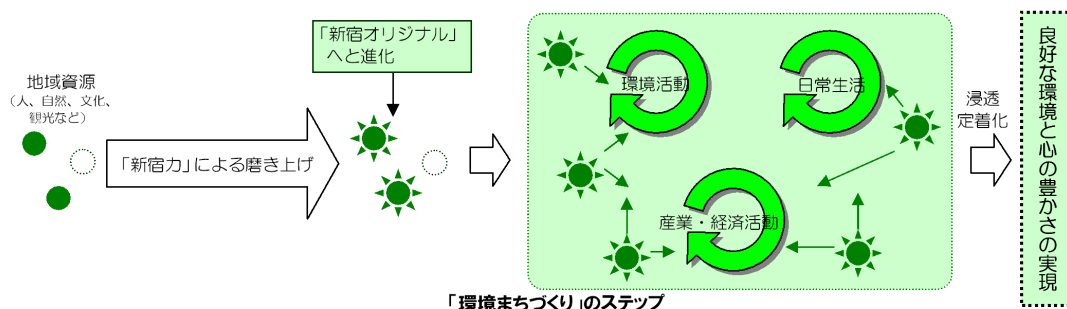 地域資源
（人、自然、文化、
観光など）
「新宿力」による磨き上げ
「新宿オリジナル」
へと進化
環境活動
日常生活
産業・経済活動
浸透
定着化
良好な環境と心の豊かさの実現
「環境まちづくり」のステップ